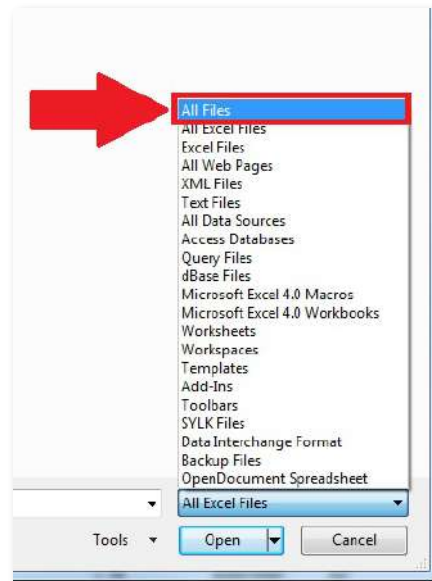 All Files
All Excel Files
Excel Files
All Web Pages
XML Files
Text Files
All Data Sources
Access Databases
Query Files
dBase Files
Microsoft Excel 4.0 Macros
Microsoft Excel 4.0 Workbooks
Worksheets
Workspaces
Templates
Add-Ins
Toolbars
SYLK Files
Data Interchange Format
Backup Files
OpenDocument Spreadsheet
All Excel Files
Tools Open Cancel